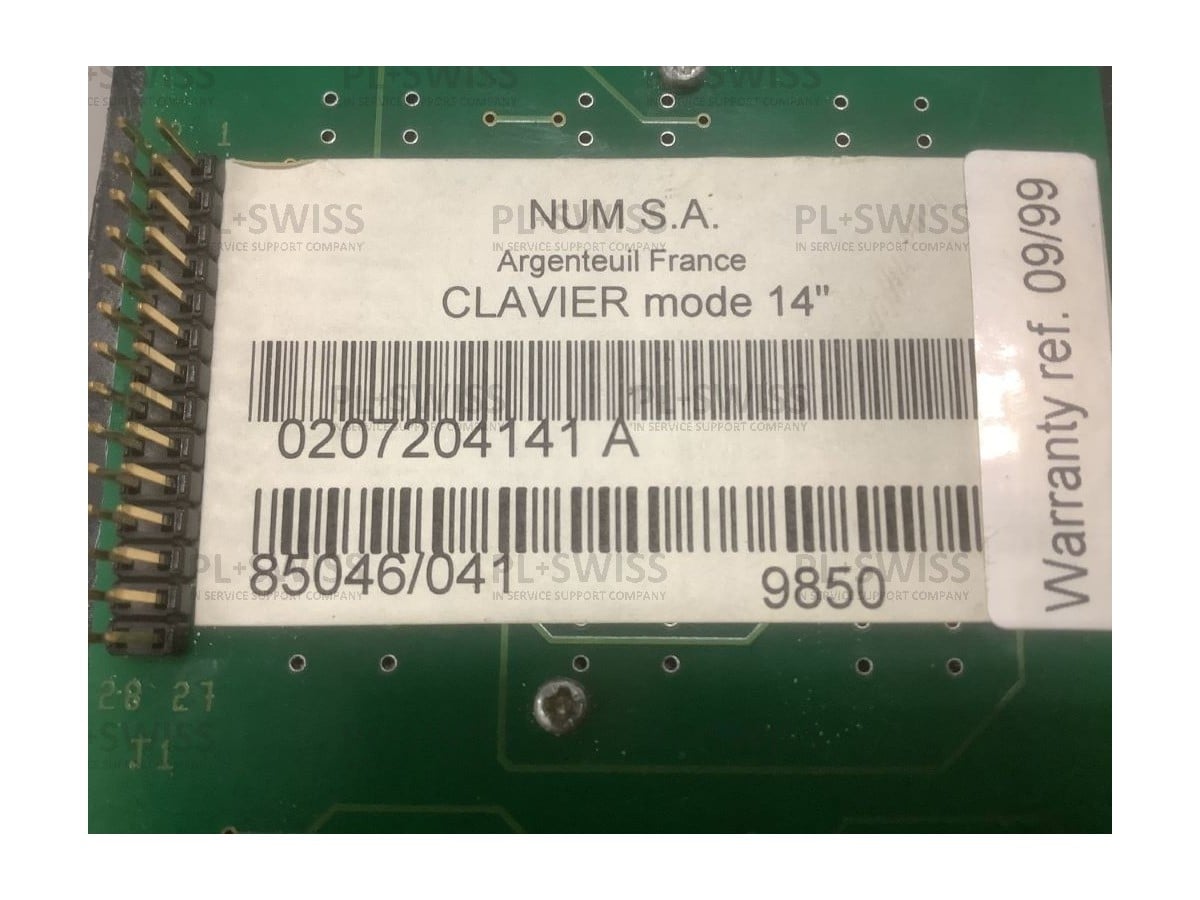 2 1
NUM S.A.
Argenteuil France
CLAVIER mode 14"
0207204141 A
85046/041 9850
Warranty ref. 09/99
28 27
J1
PL+SWISS
IN SERVICE SUPPORT COMPANY